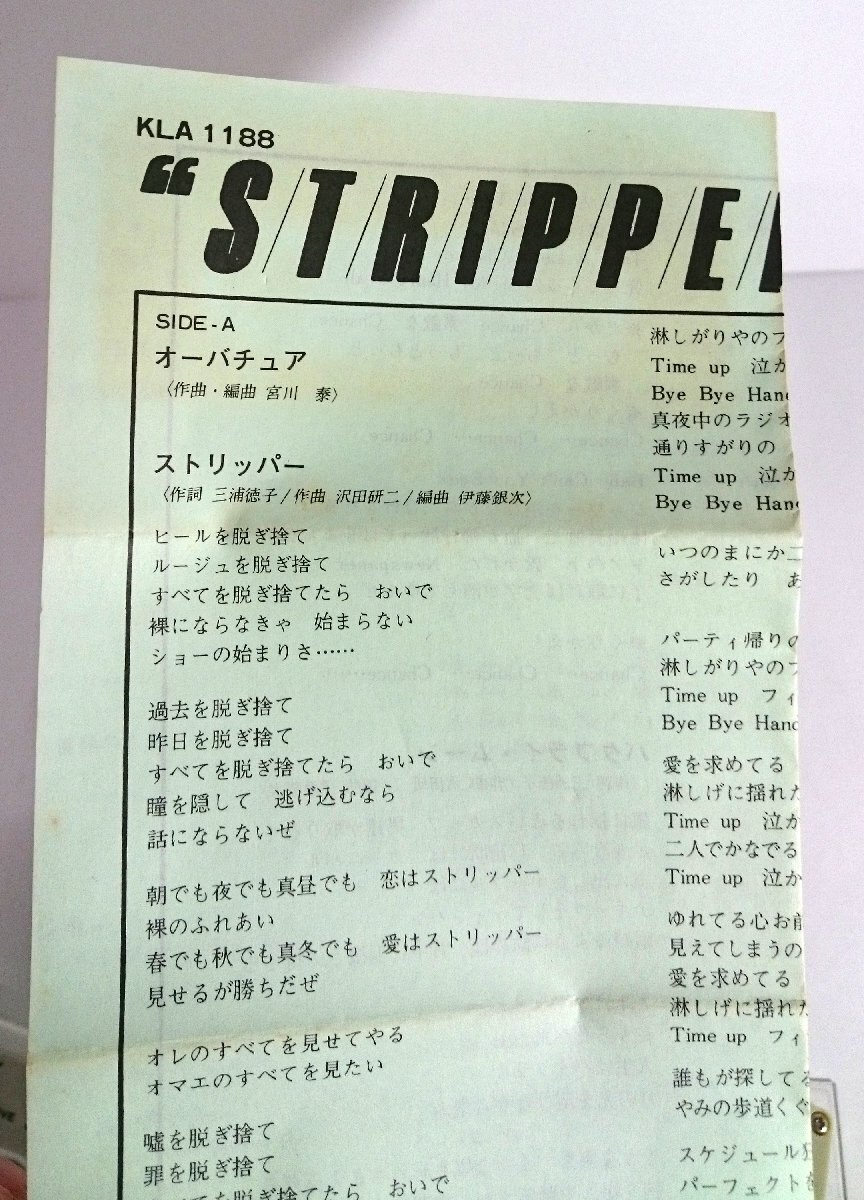 KLA 1188
“S/T/R/I/P/P/E/
SIDE-A
オーバチュア
〈作曲・編曲 宮川 泰〉
ストリッパー
〈作詞 三浦徳子/作曲 沢田研二/編曲 伊藤銀次〉
ヒールを脱ぎ捨て
ルージュを脱ぎ捨て
すべてを脱ぎ捨てたら おいで
裸にならなきゃ 始まらない
ショーの始まりさ……
過去を脱ぎ捨て
昨日を脱ぎ捨て
すべてを脱ぎ捨てたら おいで
瞳を隠して 逃げ込むなら
話にならないぜ
朝でも夜でも真昼でも 恋はストリッパー
裸のふれあい
春でも秋でも真冬でも 愛はストリッパー
見せるが勝ちだぜ
オレのすべてを見せてやる
オマエのすべてを見たい
嘘を脱ぎ捨て
罪を脱ぎ捨て
すべてを脱ぎ捨てたら おいで
淋しがりやの
Time up 泣か
Bye Bye Hand
真夜中のラジオ
通りすがりの
Time up 泣か
Bye Bye Hand
いつのまにか二
さがしたり あ
パーティ帰りの
淋しがりやの
Time up フィ
Bye Bye Hand
愛を求めてる
淋しげに揺れた
Time up 泣か
二人でかなでる
Time up 泣か
ゆれてる心お前
見えてしまうの
愛を求めてる
淋しげに揺れた
Time up フィ
誰もが探してる
やみの歩道くぐ
スケジュール
パーフェクトを